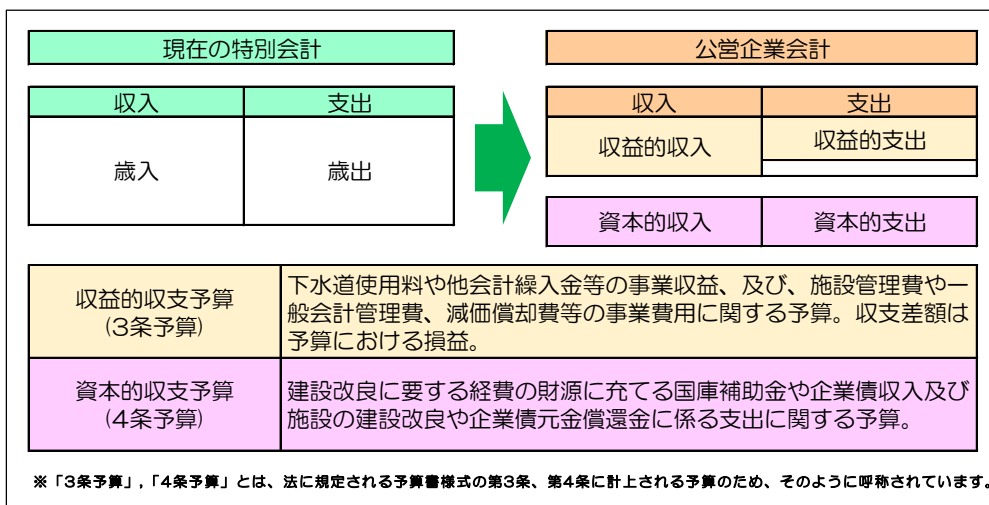 現在の特別会計
公営企業会計
収入 支出
歳入 歳出
収入 支出
収益的収入 収益的支出
資本的収入 資本的支出
収益的収支予算
(3条予算)
下水道使用料や他会計繰入金等の事業収益、及び、施設管理費や一
般会計管理費、減価償却費等の事業費用に関する予算。収支差額は
予算における損益。
資本的収支予算
(4条予算)
建設改良に要する経費の財源に充てる国庫補助金や企業債収入及び
施設の建設改良や企業債元金償還金に係る支出に関する予算。
※「3条予算」,「4条予算」とは、法に規定される予算書様式の第3条、第4条に計上される予算のため、そのように呼称されています。